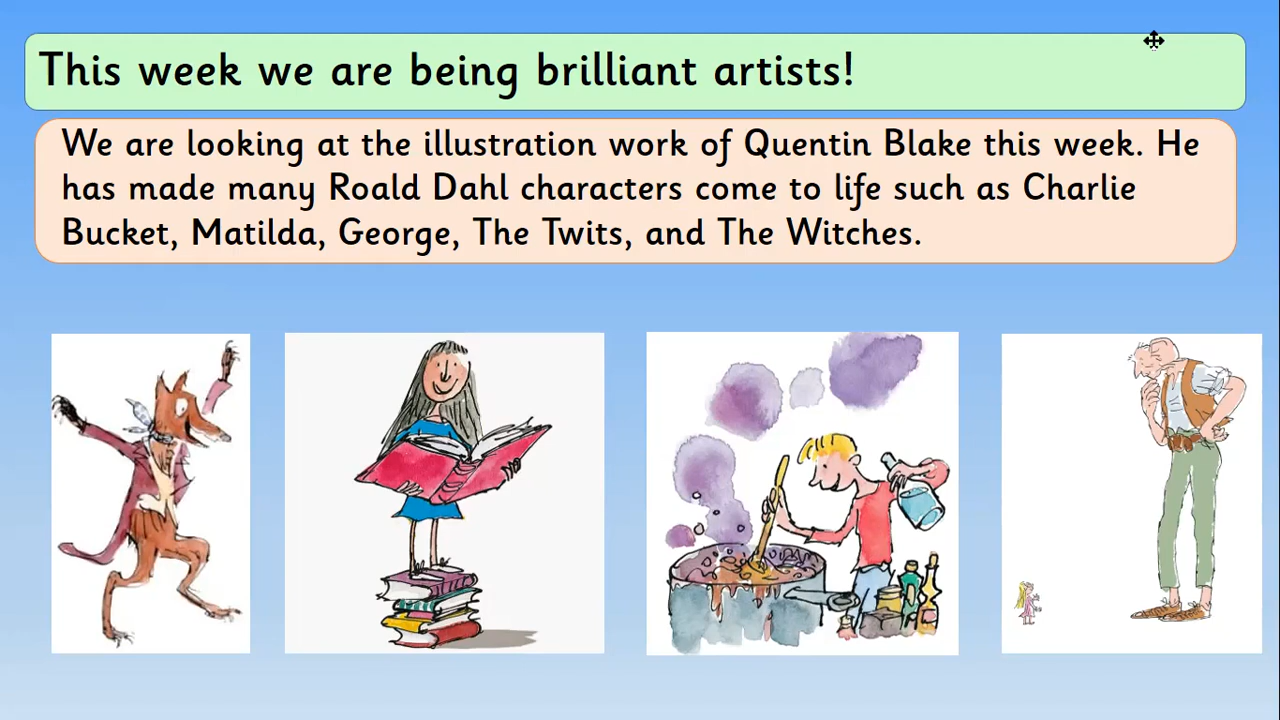 This week we are being brilliant artists!
We are looking at the illustration work of Quentin Blake this week. He
has made many Roald Dahl characters come to life such as Charlie
Bucket, Matilda, George, The Twits, and The Witches.